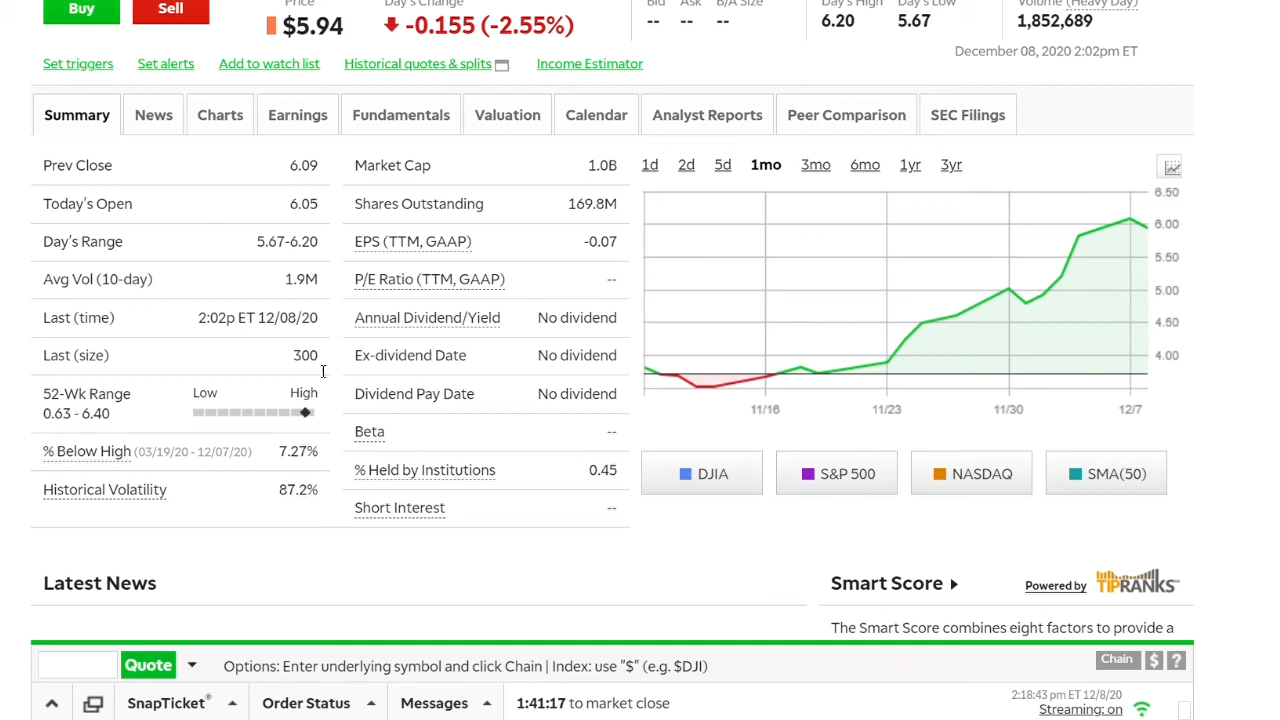 Buy
Sell
Price
$5.94
Day's Change
-0.155 (-2.55%)
Bid Ask B/A Size
-- -- --
Day's High Day's Low
6.20 5.67
Volume (Heavy Day)
1,852,689
December 08, 2020 2:02pm ET
Set triggers Set alerts Add to watch list Historical quotes & splits Income Estimator
Summary News Charts Earnings Fundamentals Valuation Calendar Analyst Reports Peer Comparison SEC Filings
Prev Close 6.09
Today's Open 6.05
Day's Range 5.67-6.20
Avg Vol (10-day) 1.9M
Last (time) 2:02p ET 12/08/20
Last (size) 300
52-Wk Range Low High
0.63 - 6.40
% Below High (03/19/20 - 12/07/20) 7.27%
Historical Volatility 87.2%
Market Cap 1.0B
Shares Outstanding 169.8M
EPS (TTM, GAAP) -0.07
P/E Ratio (TTM, GAAP) --
Annual Dividend/Yield No dividend
Ex-dividend Date No dividend
Dividend Pay Date No dividend
Beta --
% Held by Institutions 0.45
Short Interest --
1d 2d 5d 1mo 3mo 6mo 1yr 3yr
6.50
6.00
5.50
5.00
4.50
4.00
11/16 11/23 11/30 12/7
DJIA S&P 500 NASDAQ SMA(50)
Latest News
Smart Score
Powered by TIPRANKS
The Smart Score combines eight factors to provide a
Quote Options: Enter underlying symbol and click Chain | Index: use "$" (e.g. $DJI) Chain $ ?
SnapTicket® Order Status Messages 1:41:17 to market close
2:18:43 pm ET 12/8/20
Streaming: on